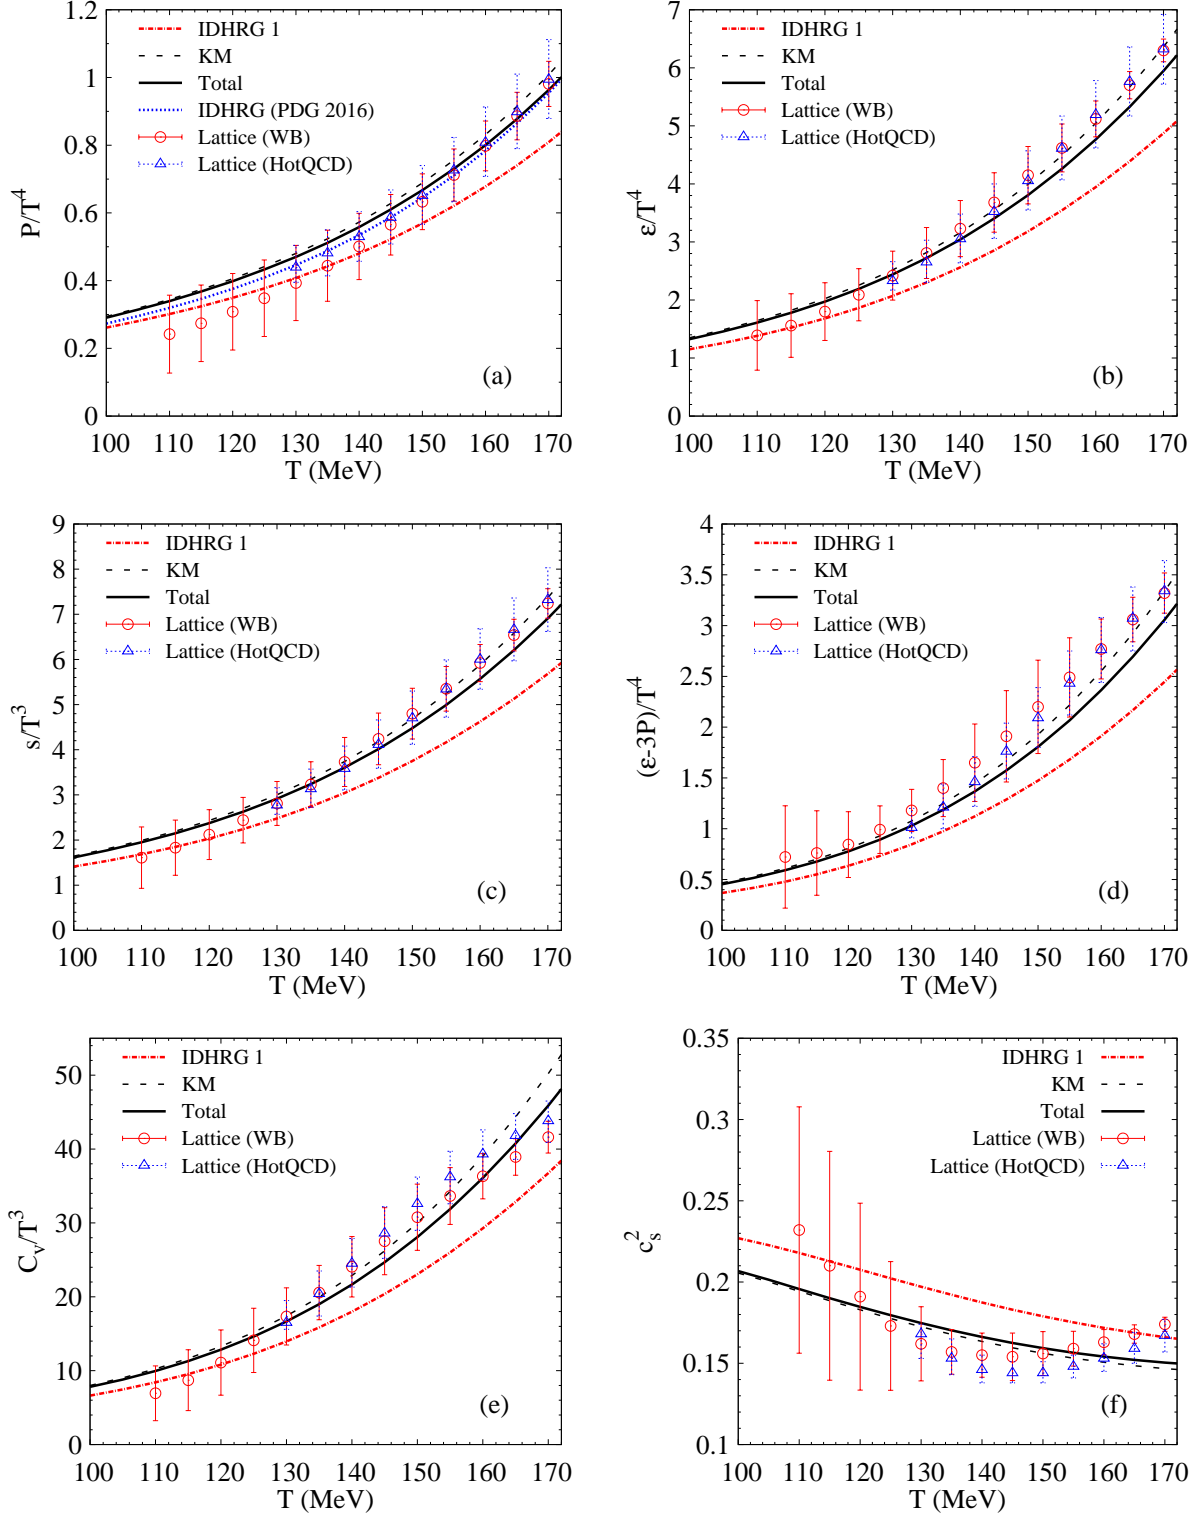 1.2
1
0.8
0.6
0.4
0.2
0
P/T^4
IDHRG 1
KM
Total
IDHRG (PDG 2016)
Lattice (WB)
Lattice (HotQCD)
(a)
100 110 120 130 140 150 160 170
T (MeV)
7
6
5
4
3
2
1
0
ε/T^4
IDHRG 1
KM
Total
Lattice (WB)
Lattice (HotQCD)
(b)
100 110 120 130 140 150 160 170
T (MeV)
9
8
7
6
5
4
3
2
1
0
s/T^3
IDHRG 1
KM
Total
Lattice (WB)
Lattice (HotQCD)
(c)
100 110 120 130 140 150 160 170
T (MeV)
4
3.5
3
2.5
2
1.5
1
0.5
0
(ε-3P)/T^4
IDHRG 1
KM
Total
Lattice (WB)
Lattice (HotQCD)
(d)
100 110 120 130 140 150 160 170
T (MeV)
50
40
30
20
10
0
C_v/T^3
IDHRG 1
KM
Total
Lattice (WB)
Lattice (HotQCD)
(e)
100 110 120 130 140 150 160 170
T (MeV)
0.35
0.3
0.25
0.2
0.15
0.1
c_s^2
IDHRG 1
KM
Total
Lattice (WB)
Lattice (HotQCD)
(f)
100 110 120 130 140 150 160 170
T (MeV)